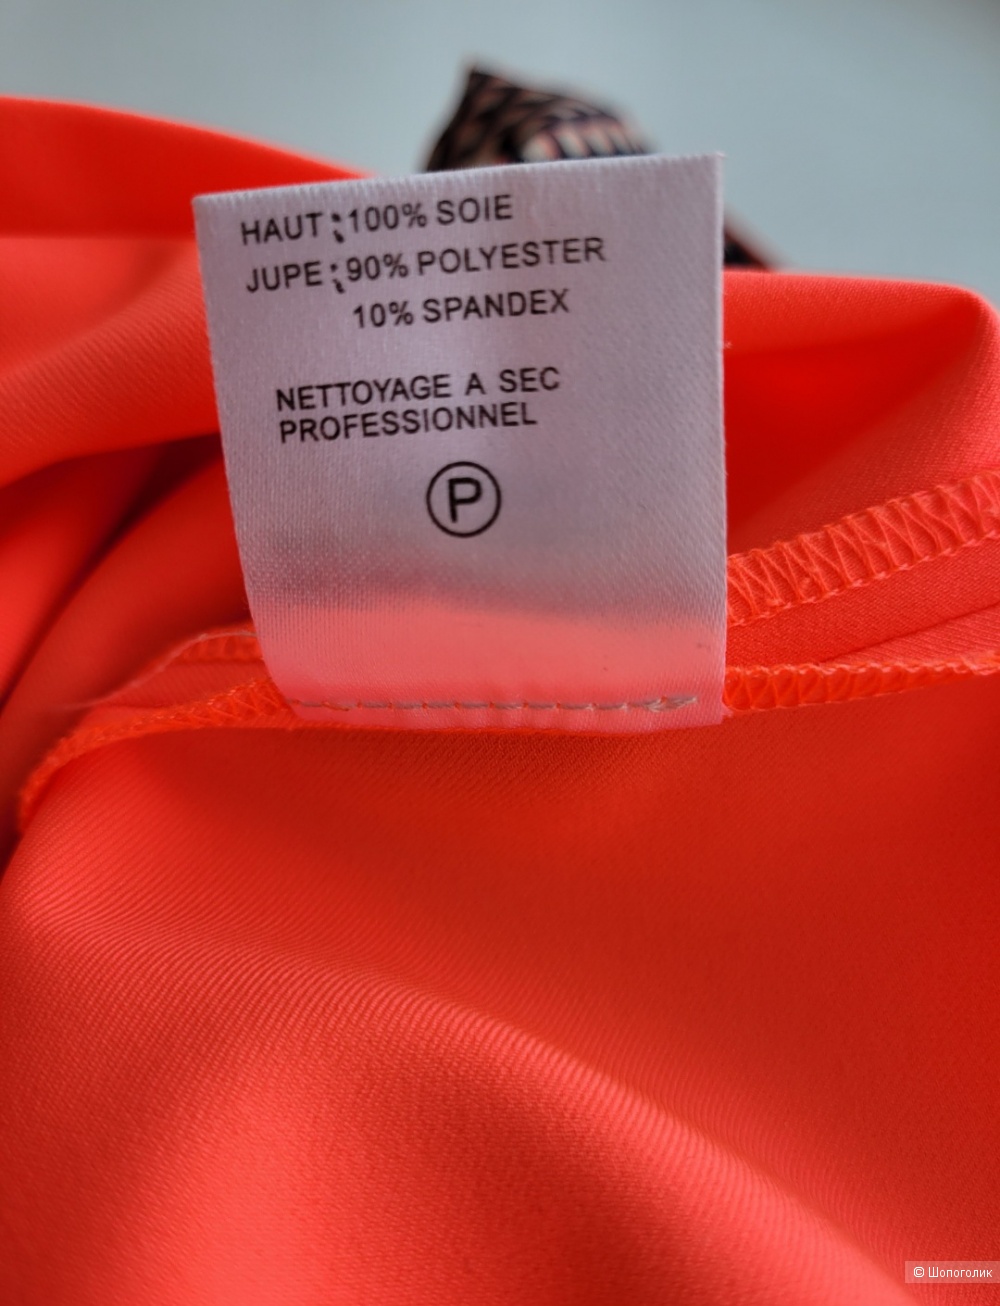 HAUT : 100% SOIE
JUPE : 90% POLYESTER
10% SPANDEX
NETTOYAGE A SEC
PROFESSIONNEL
P
© Шопоголик